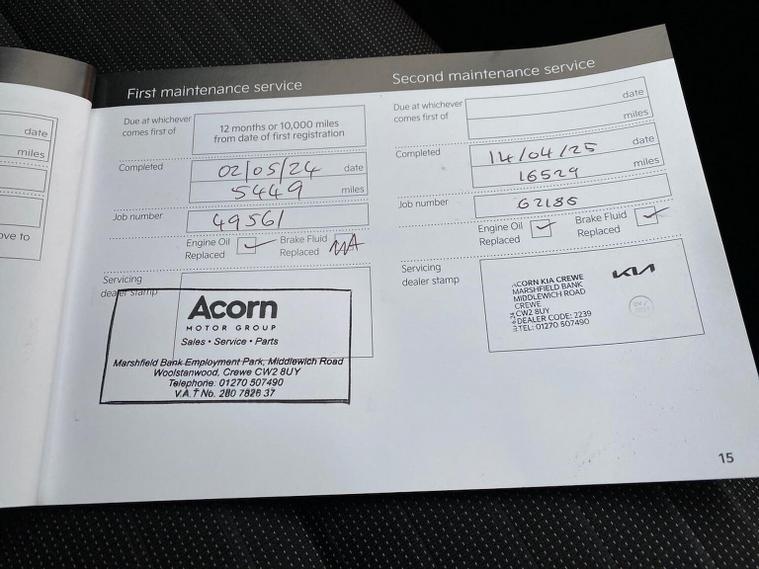 date
miles
ove to
First maintenance service
Due at whichever
comes first of
12 months or 10,000 miles
from date of first registration
Completed
02/05/24 date
5449 miles
Job number
49561
Engine Oil
Replaced
Brake Fluid
Replaced
NA
Servicing
dealer stamp
Acorn
MOTOR GROUP
Sales • Service • Parts
Marshfield Bank Employment Park, Middlewich Road
Woolstanwood, Crewe CW2 8UY
Telephone: 01270 507490
V.A.T No. 280 7826 37
Second maintenance service
Due at whichever
comes first of
date
miles
Completed
14/04/25 date
16529 miles
Job number
62186
Engine Oil
Replaced
Brake Fluid
Replaced
Servicing
dealer stamp
ACORN KIA CREWE
MARSHFIELD BANK
MIDDLEWICH ROAD
CREWE
CW2 8UY
DEALER CODE: 2239
TEL: 01270 507490
KIA
15